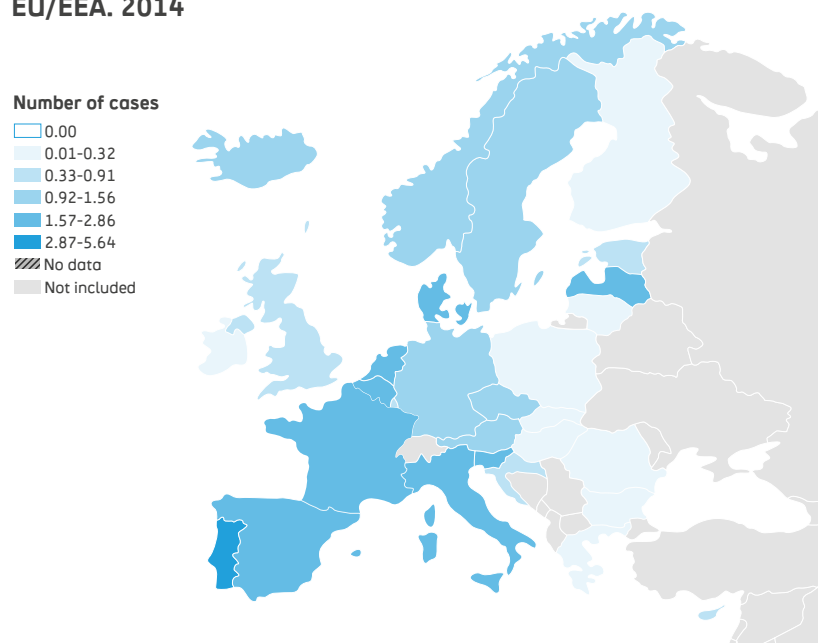 EU/EEA. 2014
Number of cases
0.00
0.01-0.32
0.33-0.91
0.92-1.56
1.57-2.86
2.87-5.64
No data
Not included